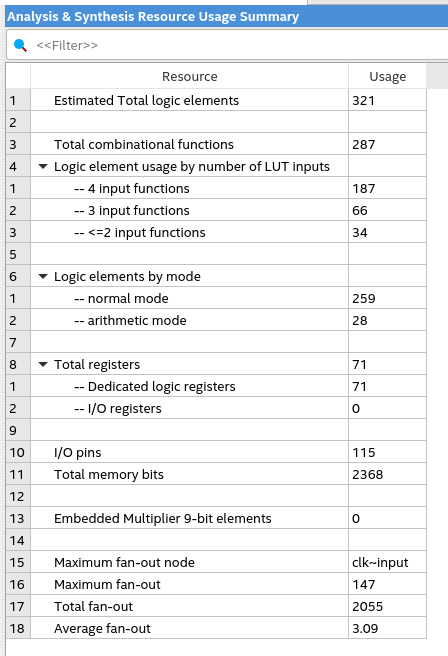 Analysis & Synthesis Resource Usage Summary
<<Filter>>
Resource Usage
1 Estimated Total logic elements 321
2
3 Total combinational functions 287
4 Logic element usage by number of LUT inputs
1 -- 4 input functions 187
2 -- 3 input functions 66
3 -- <=2 input functions 34
5
6 Logic elements by mode
1 -- normal mode 259
2 -- arithmetic mode 28
7
8 Total registers 71
1 -- Dedicated logic registers 71
2 -- I/O registers 0
9
10 I/O pins 115
11 Total memory bits 2368
12
13 Embedded Multiplier 9-bit elements 0
14
15 Maximum fan-out node clk~input
16 Maximum fan-out 147
17 Total fan-out 2055
18 Average fan-out 3.09